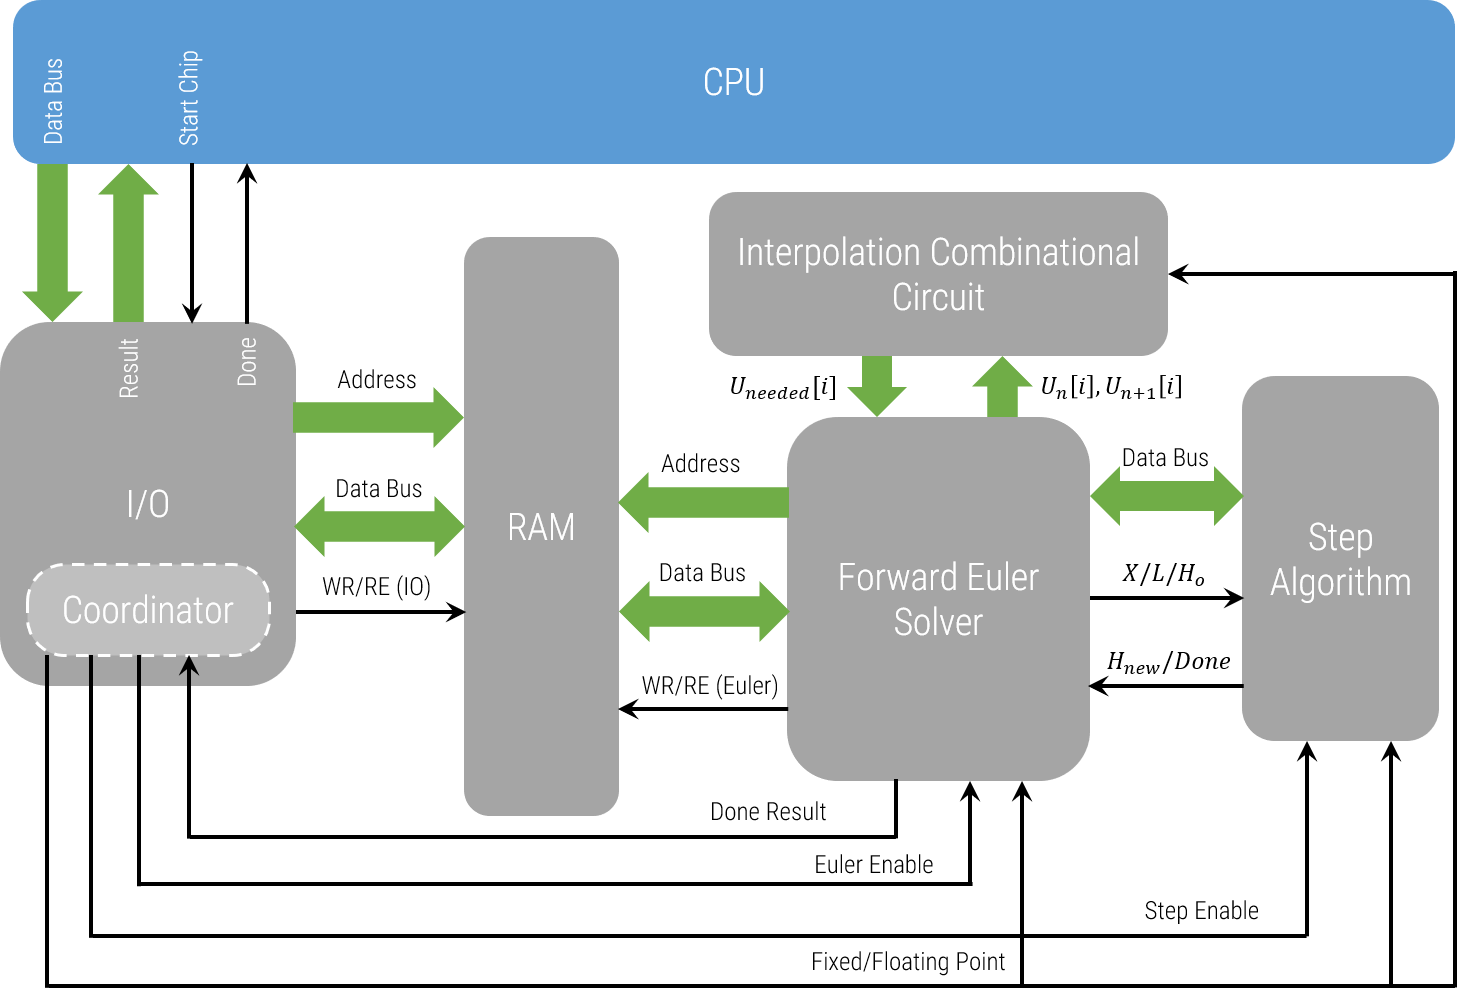 Data Bus
Start Chip
CPU
Interpolation Combinational
Circuit
Result
Done
Address
U_{needed}[i]
U_n[i], U_{n+1}[i]
Address
Data Bus
Data Bus
I/O
RAM
Step
Algorithm
Forward Euler
Solver
Data Bus
X/L/H_o
WR/RE (IO)
Coordinator
H_{new}/Done
WR/RE (Euler)
Done Result
Euler Enable
Step Enable
Fixed/Floating Point